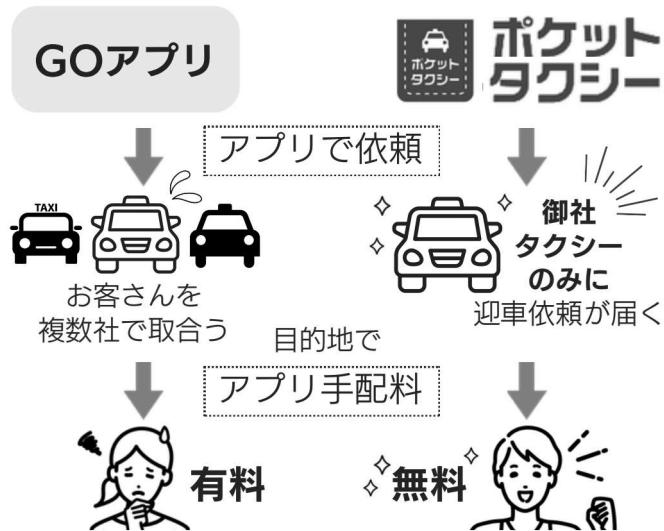 GOアプリ
ポケット
タクシー
ポケット
タクシー
アプリで依頼
TAXI
お客さんを
複数社で取合う
御社
タクシー
のみに
迎車依頼が届く
目的地で
アプリ手配料
有料
無料